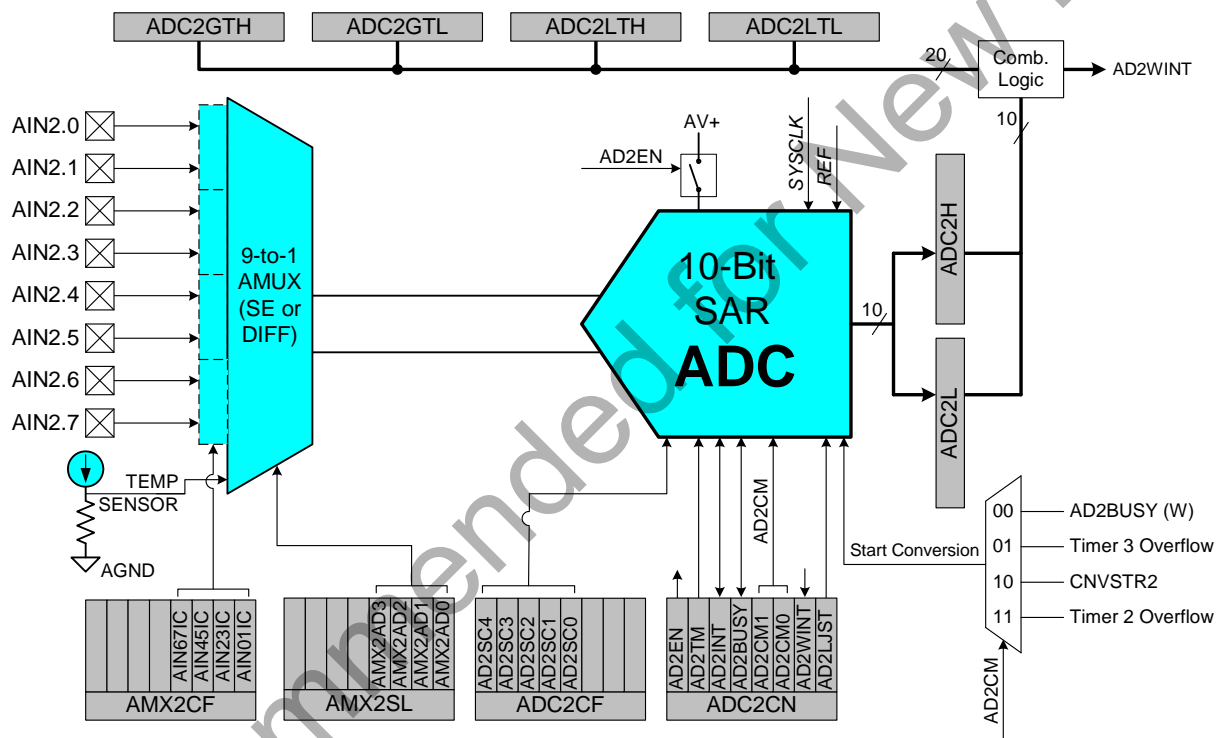 ADC2GTH
ADC2GTL
ADC2LTH
ADC2LTL
20
Comb.
Logic
AD2WINT
10
AIN2.0
AIN2.1
AIN2.2
AIN2.3
AIN2.4
AIN2.5
AIN2.6
AIN2.7
9-to-1
AMUX
(SE or
DIFF)
AV+
AD2EN
SYSCLK
REF
10-Bit
SAR
ADC
10
ADC2H
ADC2L
TEMP
SENSOR
AGND
AD2CM
Start Conversion
00
01
10
11
AD2BUSY (W)
Timer 3 Overflow
CNVSTR2
Timer 2 Overflow
AD2CM
AIN67IC
AIN45IC
AIN23IC
AIN01IC
AMX2CF
AMX2AD3
AMX2AD2
AMX2AD1
AMX2AD0
AMX2SL
AD2SC4
AD2SC3
AD2SC2
AD2SC1
AD2SC0
ADC2CF
AD2EN
AD2TM
AD2INT
AD2BUSY
AD2CM1
AD2CM0
AD2WINT
AD2LJST
ADC2CN
mmended for New